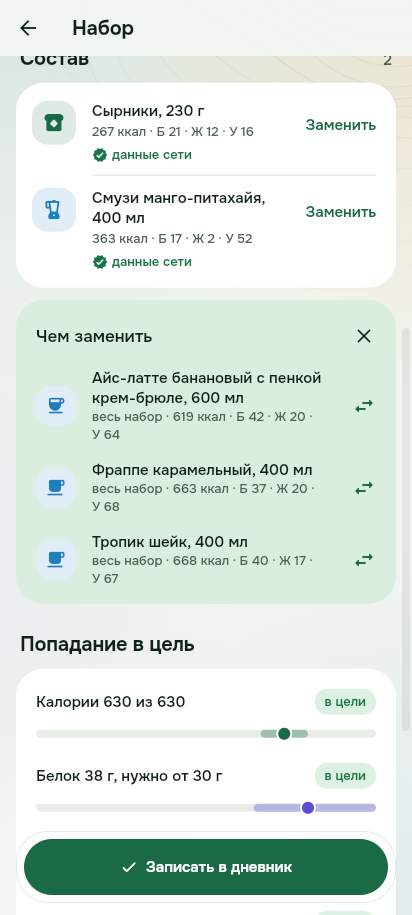 Набор
Состав 2
Сырники, 230 г
267 ккал · Б 21 · Ж 12 · У 16
данные сети
Заменить
Смузи манго-питахайя,
400 мл
363 ккал · Б 17 · Ж 2 · У 52
данные сети
Заменить
Чем заменить
Айс-латте банановый с пенкой
крем-брюле, 600 мл
весь набор · 619 ккал · Б 42 · Ж 20 ·
У 64
Фраппе карамельный, 400 мл
весь набор · 663 ккал · Б 37 · Ж 20 ·
У 68
Тропик шейк, 400 мл
весь набор · 668 ккал · Б 40 · Ж 17 ·
У 67
Попадание в цель
Калории 630 из 630
в цели
Белок 38 г, нужно от 30 г
в цели
Записать в дневник